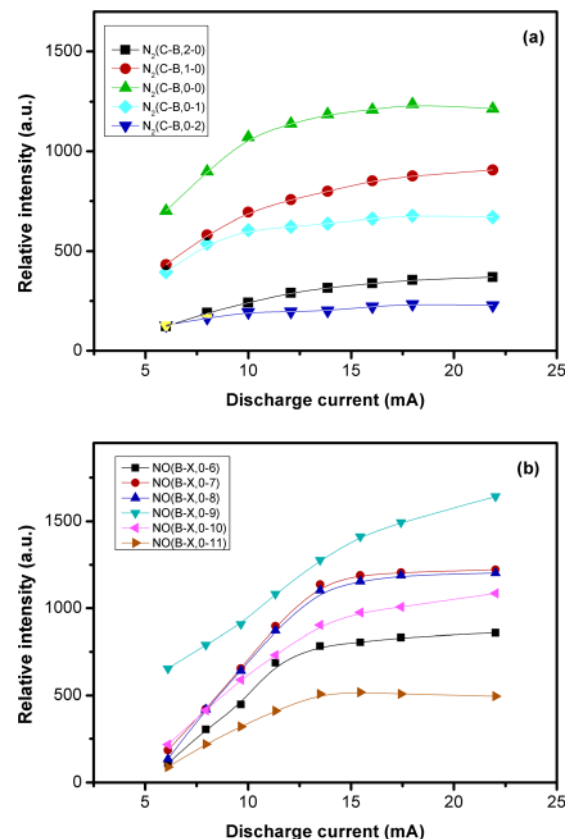 (a)
N₂(C-B,2-0)
N₂(C-B,1-0)
N₂(C-B,0-0)
N₂(C-B,0-1)
N₂(C-B,0-2)
Relative intensity (a.u.)
1500
1000
500
0
5 10 15 20 25
Discharge current (mA)
(b)
NO(B-X,0-6)
NO(B-X,0-7)
NO(B-X,0-8)
NO(B-X,0-9)
NO(B-X,0-10)
NO(B-X,0-11)
Relative intensity (a.u.)
1500
1000
500
0
5 10 15 20 25
Discharge current (mA)